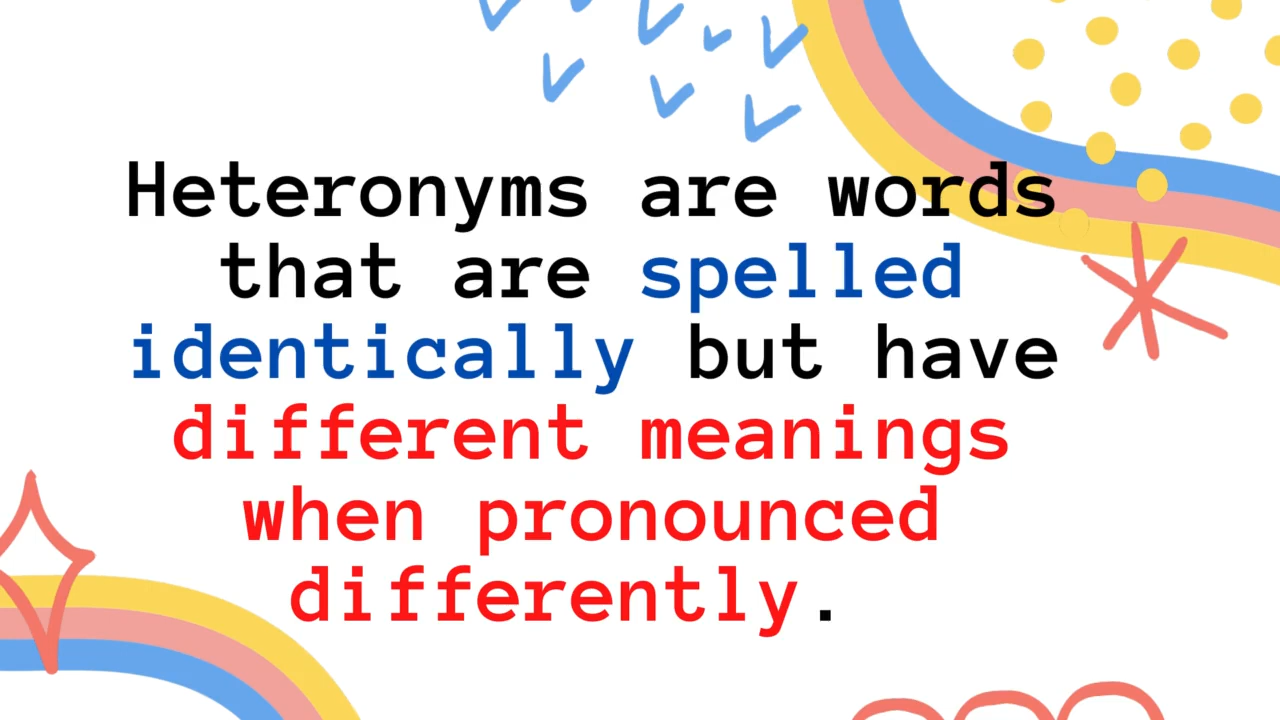 Heteronyms are words
that are spelled
identically but have
different meanings
when pronounced
differently.